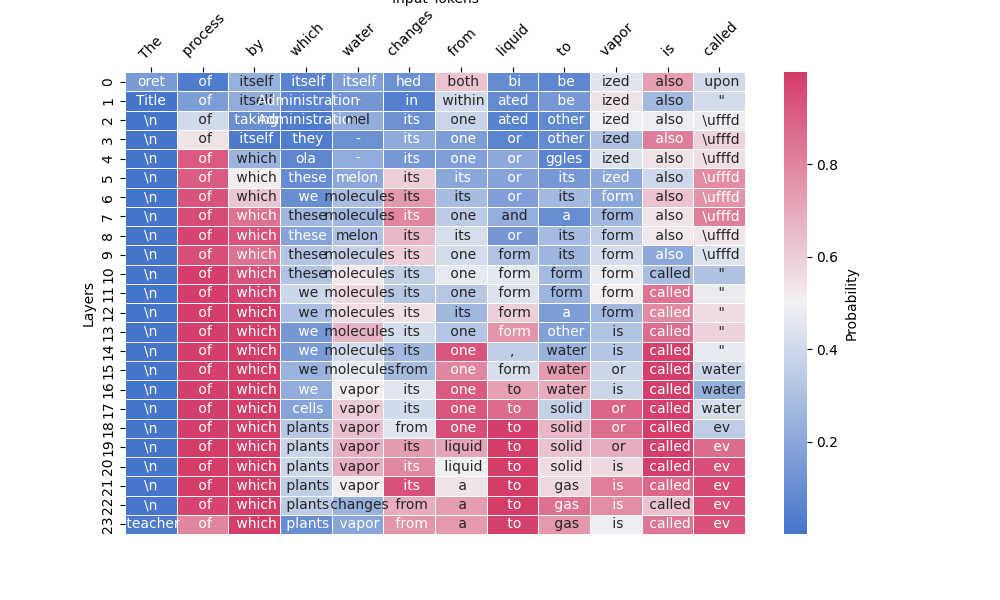 Input Tokens
The process by which water changes from liquid to vapor is called
0 oret of itself itself itself hed both bi be ized also upon
1 Title of itself Administration - in within ated be ized also "
2 \n of taking Administration mel its one ated other ized also \ufffd
3 \n of itself they - its one or other ized also \ufffd
4 \n of which ola - its one or ggles ized also \ufffd
5 \n of which these melon its its or its ized also \ufffd
6 \n of which we molecules its its or its form also \ufffd
7 \n of which these molecules its one and a form also \ufffd
8 \n of which these melon its its or its form also \ufffd
9 \n of which these molecules its one form its form also \ufffd
10 \n of which these molecules its one form form form called "
11 \n of which we molecules its one form form form called "
12 \n of which we molecules its its form a form called "
13 \n of which we molecules its one form other is called "
14 \n of which we molecules its one , water is called "
15 \n of which we molecules from one form water or called water
16 \n of which we vapor its one to water is called water
17 \n of which cells vapor its one to solid or called water
18 \n of which plants vapor from one to solid or called ev
19 \n of which plants vapor its liquid to solid or called ev
20 \n of which plants vapor its liquid to solid is called ev
21 \n of which plants vapor its a to gas is called ev
22 \n of which plants changes from a to gas is called ev
23 teacher of which plants vapor from a to gas is called ev
Layers
0.8
0.6
0.4
0.2
Probability